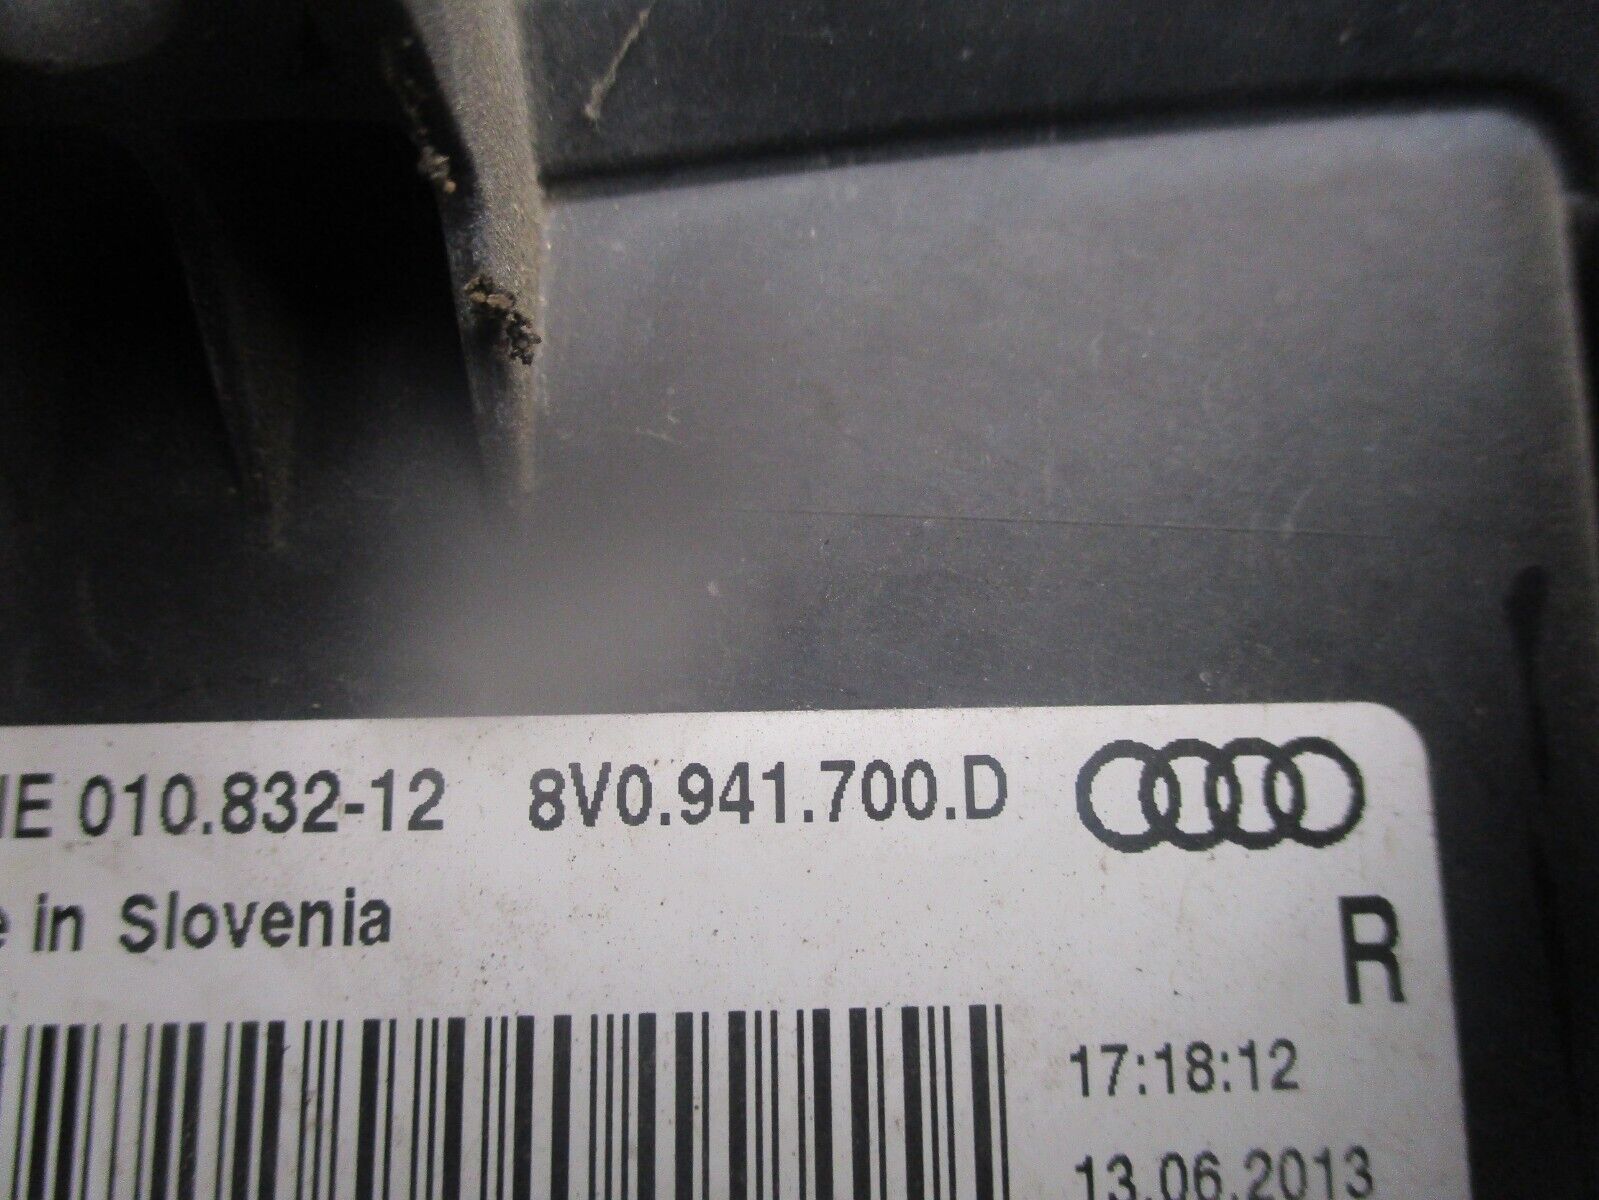 010.832-12 8V0.941.700.D
in Slovenia
R
17:18:12
13.06.2013